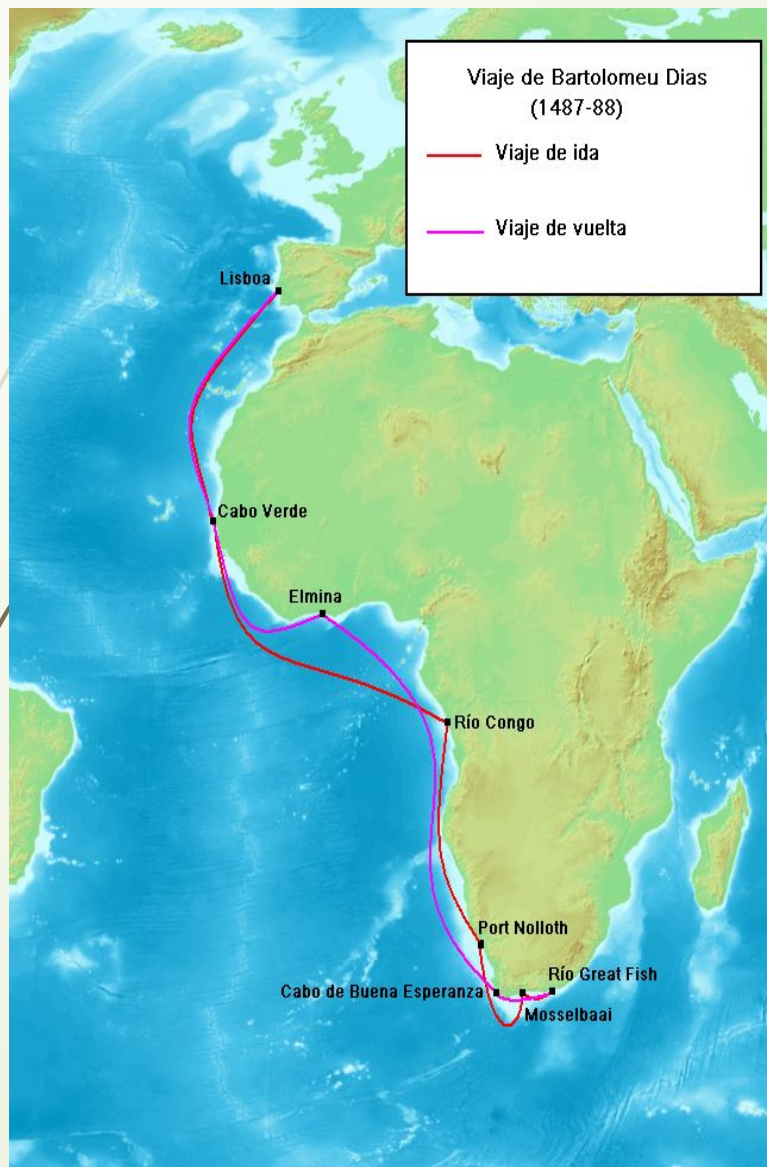 Viaje de Bartolomeu Dias
(1487-88)
Viaje de ida
Viaje de vuelta
Lisboa
Cabo Verde
Elmina
Río Congo
Port Nolloth
Río Great Fish
Cabo de Buena Esperanza
Mosselbaai